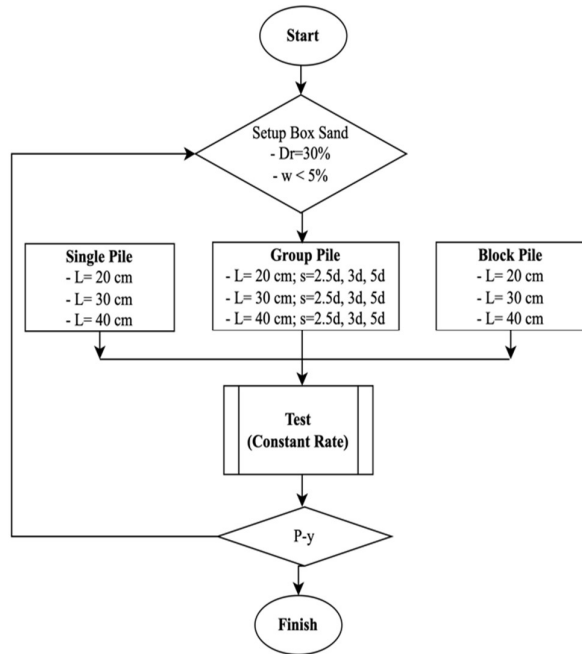 Start
Setup Box Sand
- Dr=30%
- w < 5%
Single Pile
- L= 20 cm
- L= 30 cm
- L= 40 cm
Group Pile
- L= 20 cm; s=2.5d, 3d, 5d
- L= 30 cm; s=2.5d, 3d, 5d
- L= 40 cm; s=2.5d, 3d, 5d
Block Pile
- L= 20 cm
- L= 30 cm
- L= 40 cm
Test
(Constant Rate)
P-y
Finish